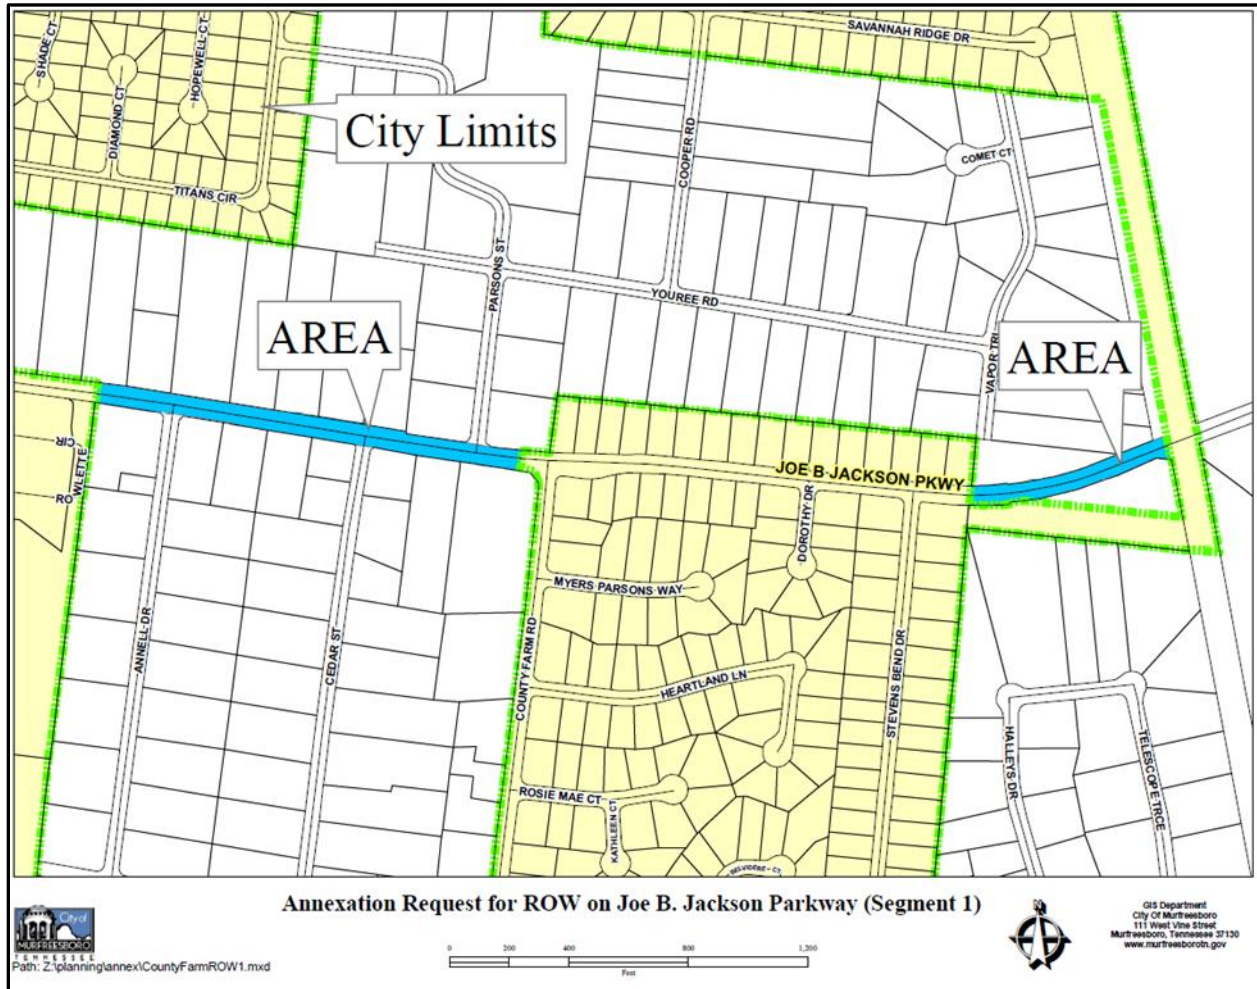 SHADE CT
HOPEWELL CT
DIAMOND CT
SAVANNAH RIDGE DR
City Limits
COOPER RD
COMET CT
TITANS CIR
PARSONS ST
YOUREE RD
AREA
VAPOR TRL
AREA
CIR
ROWLETTE
JOE B JACKSON PKWY
DOROTHY DR
MYERS PARSONS WAY
ANNELL DR
CEDAR ST
COUNTY FARM RD
STEVENS BEND DR
HEARTLAND LN
HALLEYS DR
TELESCOPE TRCE
ROSIE MAE CT
KATHLEEN CT
BELVIDERE CT
Annexation Request for ROW on Joe B. Jackson Parkway (Segment 1)
City of
MURFREESBORO
TENNESSEE
Path: Z:\planning\annex\CountyFarmROW1.mxd
0 200 400 800 1,200
Feet
N
GIS Department
City Of Murfreesboro
111 West Vine Street
Murfreesboro, Tennessee 37130
www.murfreesborotn.gov